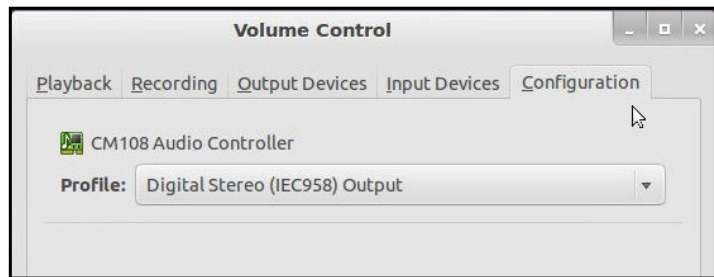 Volume Control
Playback Recording Output Devices Input Devices Configuration
CM108 Audio Controller
Profile: Digital Stereo (IEC958) Output